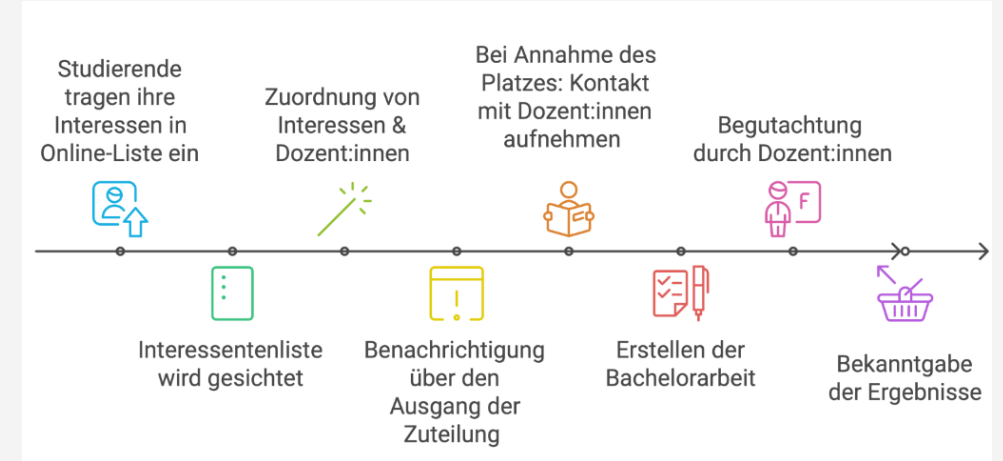 Studierende
tragen ihre
Interessen in
Online-Liste ein
Interessentenliste
wird gesichtet
Zuordnung von
Interessen &
Dozent:innen
Benachrichtigung
über den
Ausgang der
Zuteilung
Bei Annahme des
Platzes: Kontakt
mit Dozent:innen
aufnehmen
Erstellen der
Bachelorarbeit
Begutachtung
durch Dozent:innen
F
Bekanntgabe
der Ergebnisse